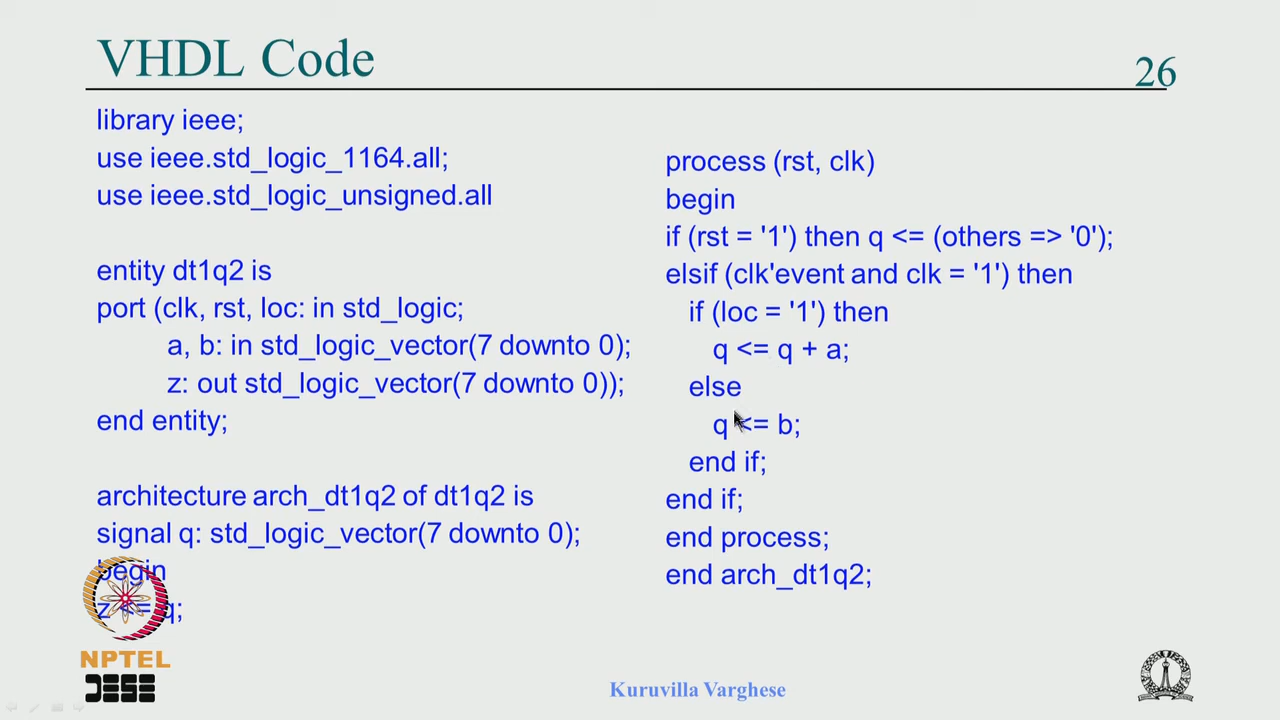 VHDL Code
26
library ieee;
use ieee.std_logic_1164.all;
use ieee.std_logic_unsigned.all
entity dt1q2 is
port (clk, rst, loc: in std_logic;
a, b: in std_logic_vector(7 downto 0);
z: out std_logic_vector(7 downto 0));
end entity;
architecture arch_dt1q2 of dt1q2 is
signal q: std_logic_vector(7 downto 0);
begin
z <= q;
process (rst, clk)
begin
if (rst = '1') then q <= (others => '0');
elsif (clk'event and clk = '1') then
if (loc = '1') then
q <= q + a;
else
q <= b;
end if;
end if;
end process;
end arch_dt1q2;
NPTEL
Kuruvilla Varghese